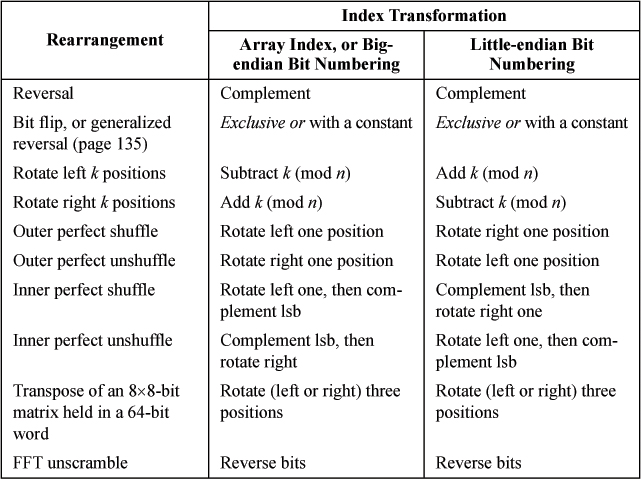 Rearrangement
Index Transformation
Array Index, or Big-
endian Bit Numbering
Little-endian Bit
Numbering
Reversal
Complement
Complement
Bit flip, or generalized
reversal (page 135)
Exclusive or with a constant
Exclusive or with a constant
Rotate left k positions
Subtract k (mod n)
Add k (mod n)
Rotate right k positions
Add k (mod n)
Subtract k (mod n)
Outer perfect shuffle
Rotate left one position
Rotate right one position
Outer perfect unshuffle
Rotate right one position
Rotate left one position
Inner perfect shuffle
Rotate left one, then com-
plement lsb
Complement lsb, then
rotate right one
Inner perfect unshuffle
Complement lsb, then
rotate right
Rotate left one, then com-
plement lsb
Transpose of an 8×8-bit
matrix held in a 64-bit
word
Rotate (left or right) three
positions
Rotate (left or right) three
positions
FFT unscramble
Reverse bits
Reverse bits